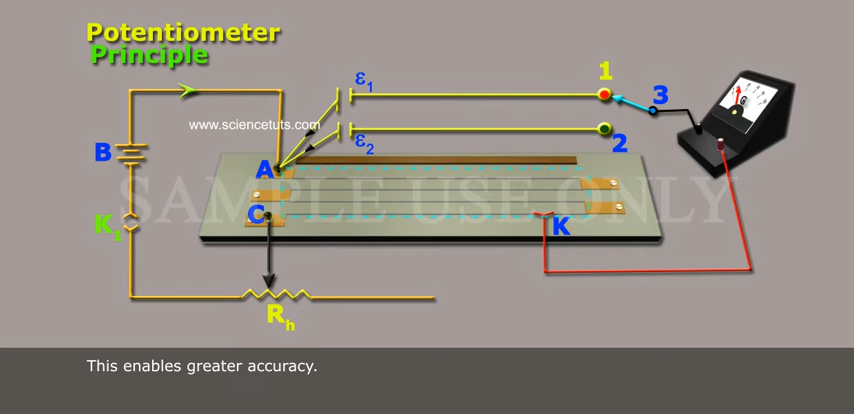 Potentiometer
Principle
ε1
1
3
G
www.sciencetuts.com
ε2
2
B
A
SAMPLE USE ONLY
C
K
K1
Rh
This enables greater accuracy.